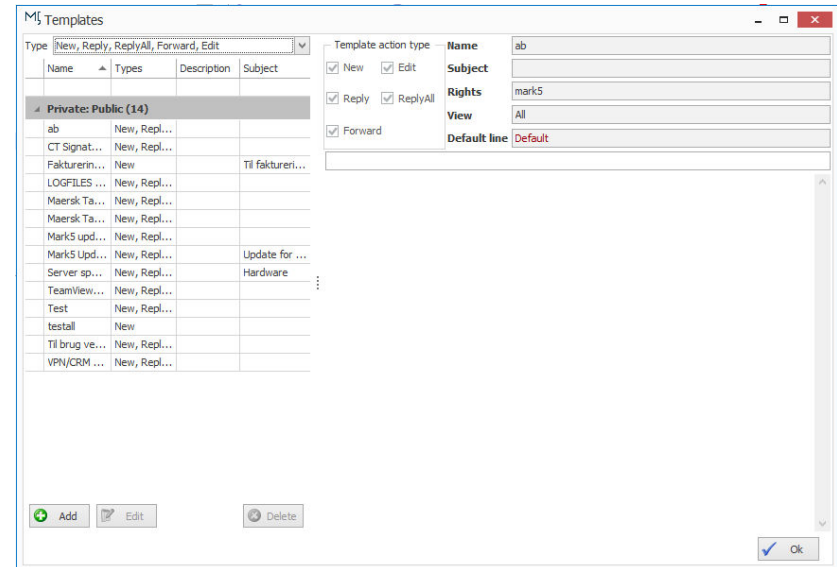 M5 Templates
Type New, Reply, ReplyAll, Forward, Edit
Name Types Description Subject
Private: Public (14)
ab New, Repl...
CT Signat... New, Repl...
Fakturerin... New Til faktureri...
LOGFILES ... New, Repl...
Maersk Ta... New, Repl...
Maersk Ta... New, Repl...
Mark5 upd... New, Repl...
Mark5 Upd... New, Repl... Update for ...
Server sp... New, Repl... Hardware
TeamView... New, Repl...
Test New, Repl...
testall New
Til brug ve... New, Repl...
VPN/CRM ... New, Repl...
Add Edit Delete
Template action type
New Edit
Reply ReplyAll
Forward
Name ab
Subject
Rights mark5
View All
Default line Default
Ok